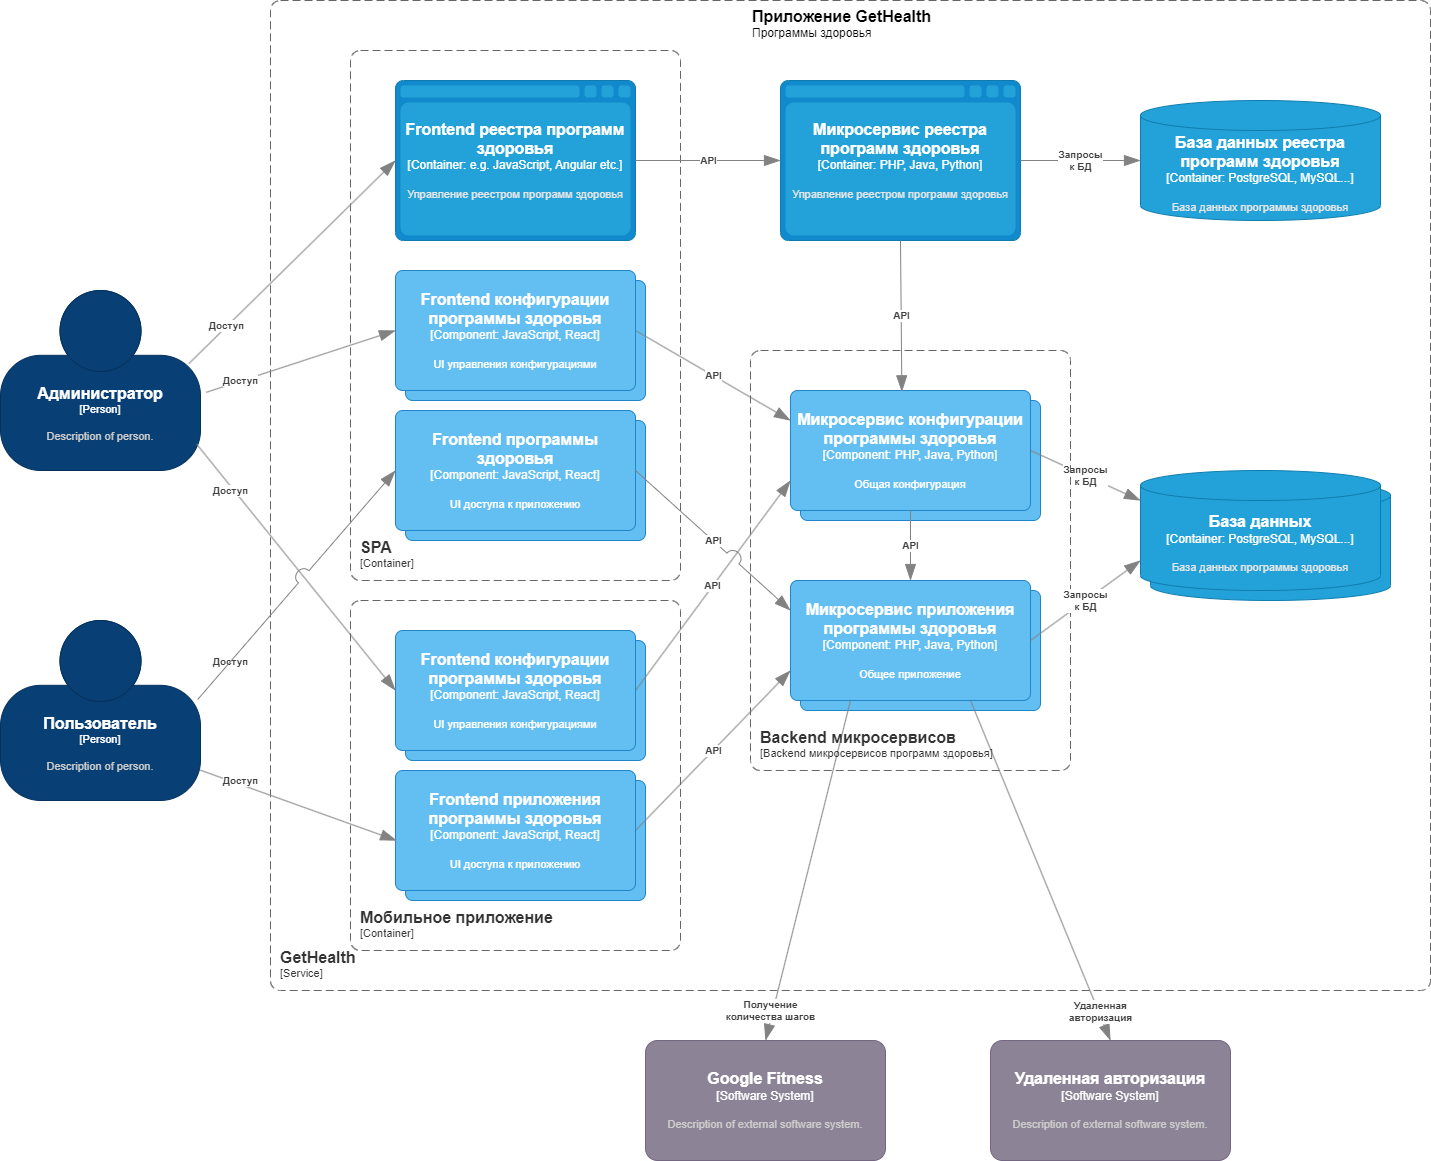 Приложение GetHealth
Программы здоровья
Frontend реестра программ
здоровья
[Container: e.g. JavaScript, Angular etc.]
Управление реестром программ здоровья
API
Микросервис реестра
программ здоровья
[Container: PHP, Java, Python]
Управление реестром программ здоровья
Запросы
к БД
База данных реестра
программ здоровья
[Container: PostgreSQL, MySQL...]
База данных программы здоровья
Доступ
Frontend конфигурации
программы здоровья
[Component: JavaScript, React]
UI управления конфигурациями
API
API
Доступ
Администратор
[Person]
Description of person.
Frontend программы
здоровья
[Component: JavaScript, React]
UI доступа к приложению
Микросервис конфигурации
программы здоровья
[Component: PHP, Java, Python]
Общая конфигурация
Запросы
к БД
Доступ
SPA
[Container]
API
API
API
База данных
[Container: PostgreSQL, MySQL...]
База данных программы здоровья
Микросервис приложения
программы здоровья
[Component: PHP, Java, Python]
Общее приложение
Запросы
к БД
Доступ
Frontend конфигурации
программы здоровья
[Component: JavaScript, React]
UI управления конфигурациями
Пользователь
[Person]
Description of person.
Backend микросервисов
[Backend микросервисов программ здоровья]
API
Доступ
Frontend приложения
программы здоровья
[Component: JavaScript, React]
UI доступа к приложению
Мобильное приложение
[Container]
GetHealth
[Service]
Получение
количества шагов
Удаленная
авторизация
Google Fitness
[Software System]
Description of external software system.
Удаленная авторизация
[Software System]
Description of external software system.